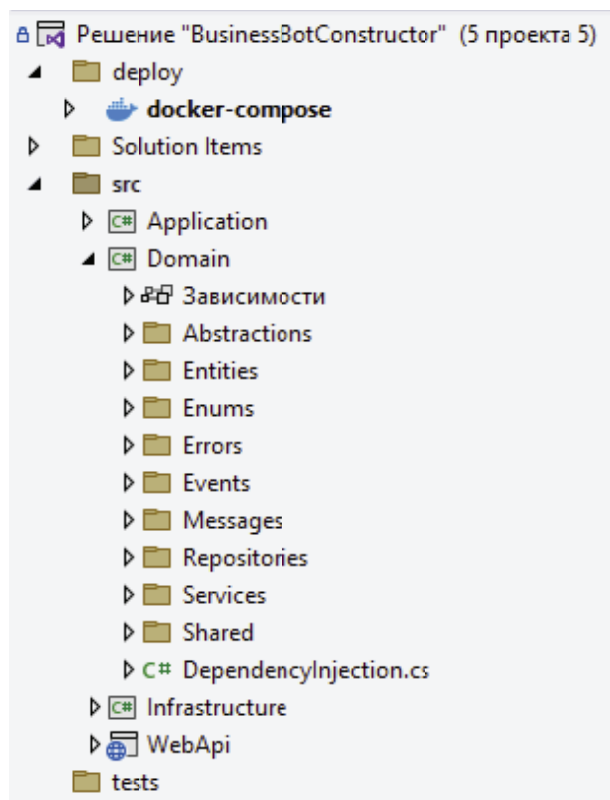 Решение "BusinessBotConstructor" (5 проекта 5)
deploy
docker-compose
Solution Items
src
C# Application
C# Domain
Зависимости
Abstractions
Entities
Enums
Errors
Events
Messages
Repositories
Services
Shared
C# DependencyInjection.cs
C# Infrastructure
WebApi
tests